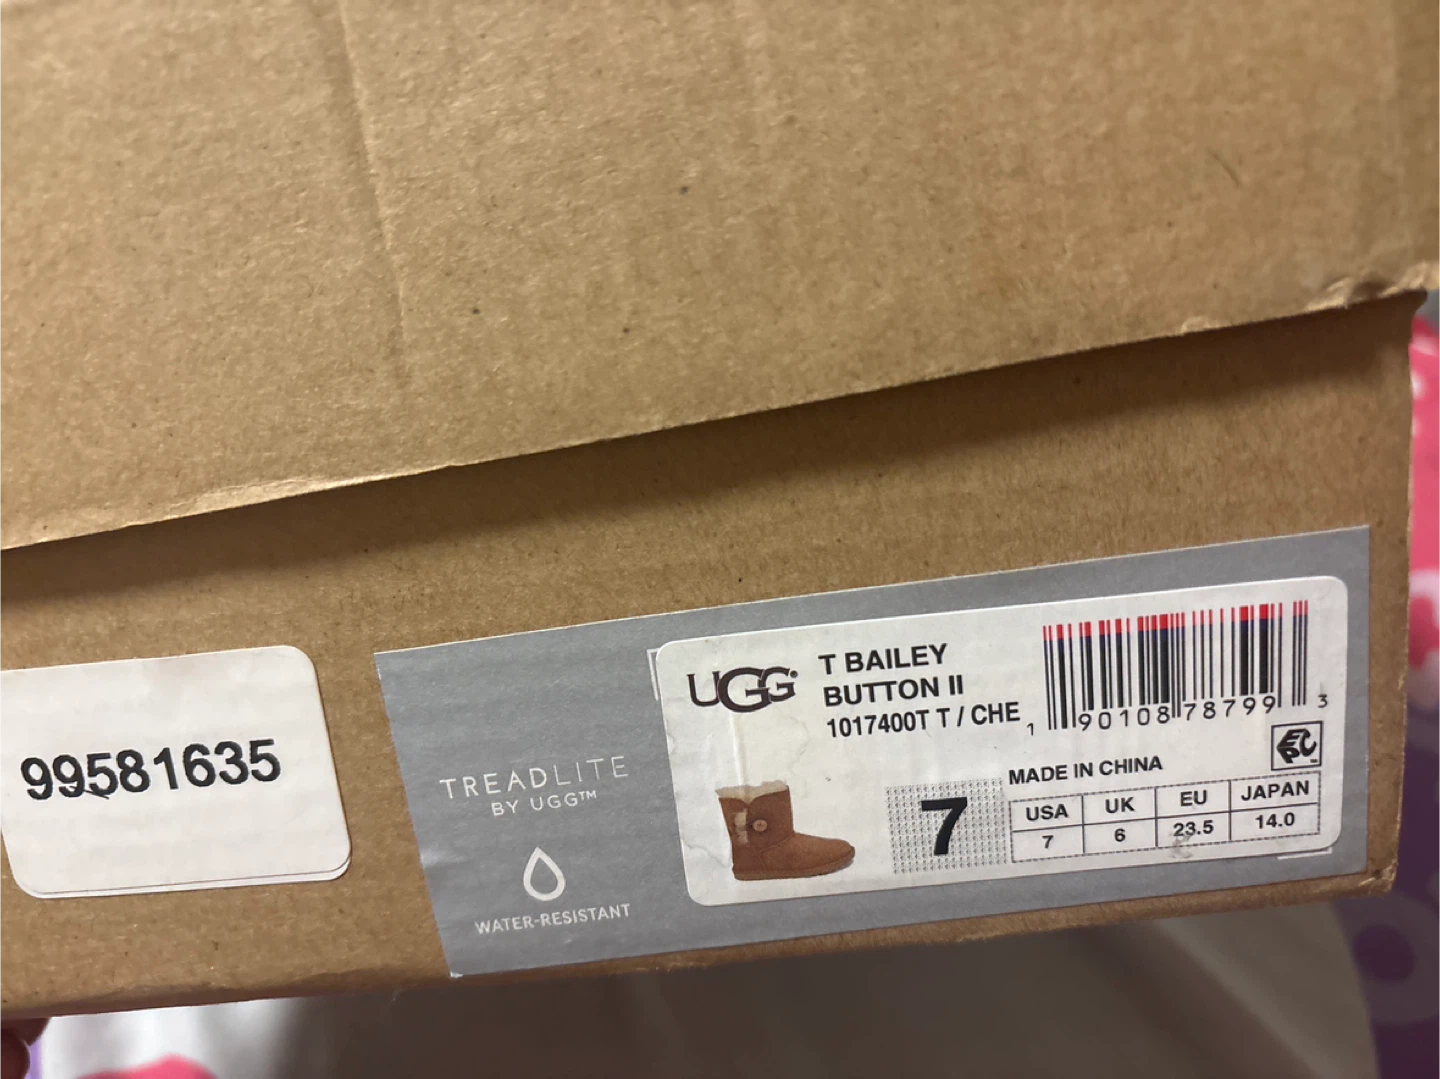 99581635
TREADLITE
BY UGG™
WATER-RESISTANT
UGG®
T BAILEY
BUTTON II
1017400T T / CHE
1 90108 78799 3
MADE IN CHINA
7
USA UK EU JAPAN
7 6 23.5 14.0